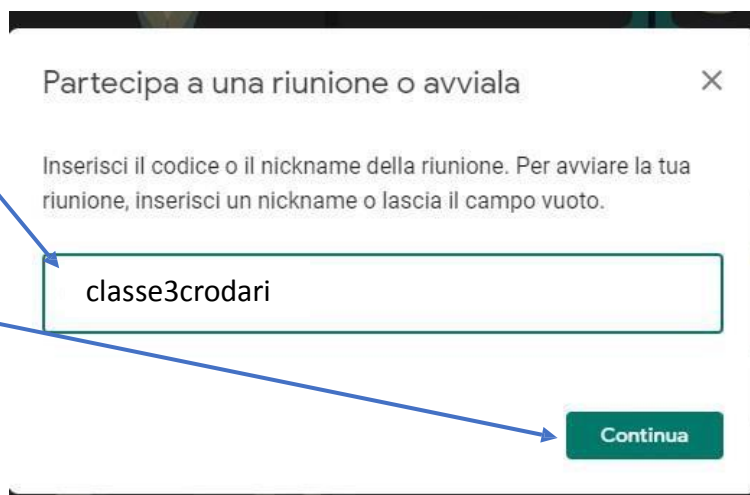 Partecipa a una riunione o avviala
Inserisci il codice o il nickname della riunione. Per avviare la tua
riunione, inserisci un nickname o lascia il campo vuoto.
classe3crodari
Continua